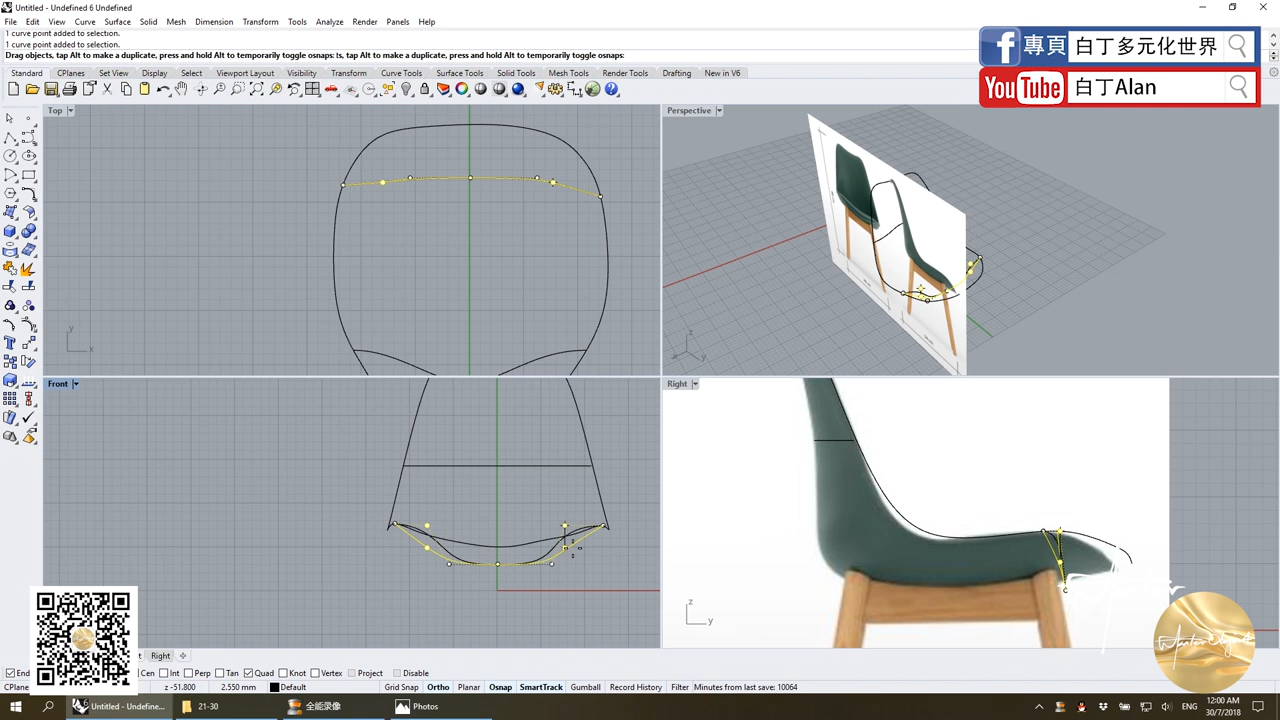 Untitled - Undefined 6 Undefined
File Edit View Curve Surface Solid Mesh Dimension Transform Tools Analyze Render Panels Help
1 curve point added to selection.
1 curve point added to selection.
Drag objects, tap Alt to make a duplicate, press and hold Alt to temporarily toggle osnaps: Tap Alt to make a duplicate, press and hold Alt to temporarily toggle osnaps:
專頁 白丁多元化世界
YouTube 白丁Alan
Standard CPlanes Set View Display Select Viewport Layout Visibility Transform Curve Tools Surface Tools Solid Tools Mesh Tools Render Tools Drafting New in V6
Top
Perspective
y
x
z
x
y
Front
Right
z
y
Right
End Cen Int Perp Tan Quad Knot Vertex Project Disable
CPlane z -51.800 2.550 mm Default Grid Snap Ortho Planar Osnap SmartTrack Gumball Record History Filter Minutes from last save: 10064
Untitled - Undefine... 21-30 全能录像 Photos ENG 12:00 AM
30/7/2018